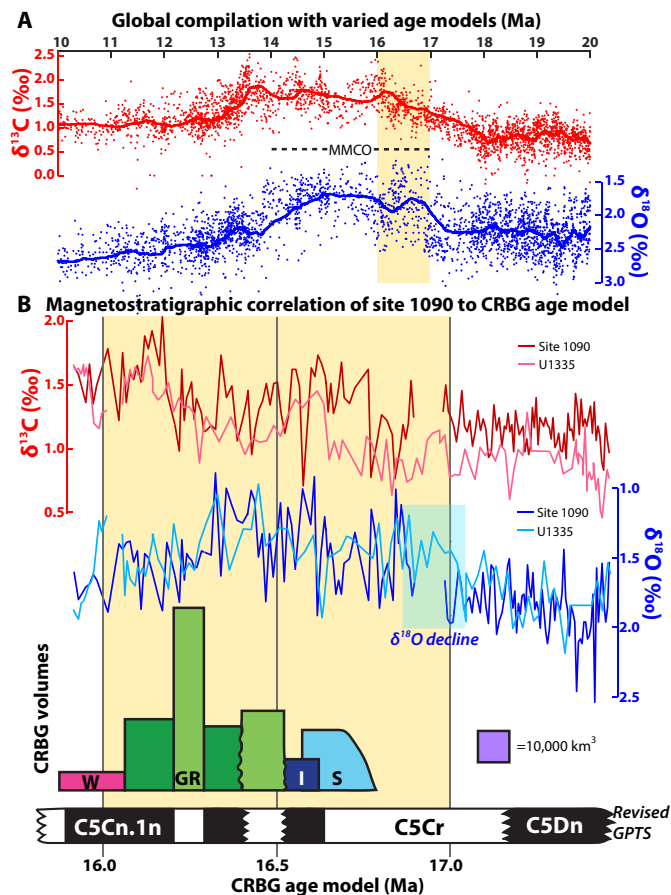 A Global compilation with varied age models (Ma)
10 11 12 13 14 15 16 17 18 19 20
2.5
2.0
1.5
1.0
0.5
0.0
δ13C (‰)
MMCO
1.5
2.0
2.5
3.0
δ18O (‰)
B Magnetostratigraphic correlation of site 1090 to CRBG age model
2.0
1.5
1.0
0.5
δ13C (‰)
Site 1090
U1335
1.0
1.5
2.0
2.5
δ18O (‰)
Site 1090
U1335
δ18O decline
CRBG volumes
W GR I S
=10,000 km3
C5Cn.1n C5Cr C5Dn
Revised
GPTS
16.0 16.5 17.0
CRBG age model (Ma)